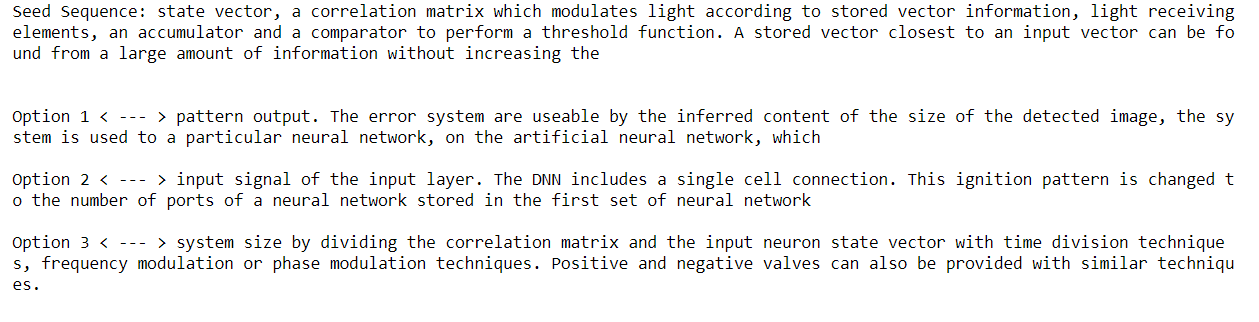 Seed Sequence: state vector, a correlation matrix which modulates light according to stored vector information, light receiving
elements, an accumulator and a comparator to perform a threshold function. A stored vector closest to an input vector can be fo
und from a large amount of information without increasing the
Option 1 < --- > pattern output. The error system are useable by the inferred content of the size of the detected image, the sy
stem is used to a particular neural network, on the artificial neural network, which
Option 2 < --- > input signal of the input layer. The DNN includes a single cell connection. This ignition pattern is changed t
o the number of ports of a neural network stored in the first set of neural network
Option 3 < --- > system size by dividing the correlation matrix and the input neuron state vector with time division technique
s, frequency modulation or phase modulation techniques. Positive and negative valves can also be provided with similar techniqu
es.